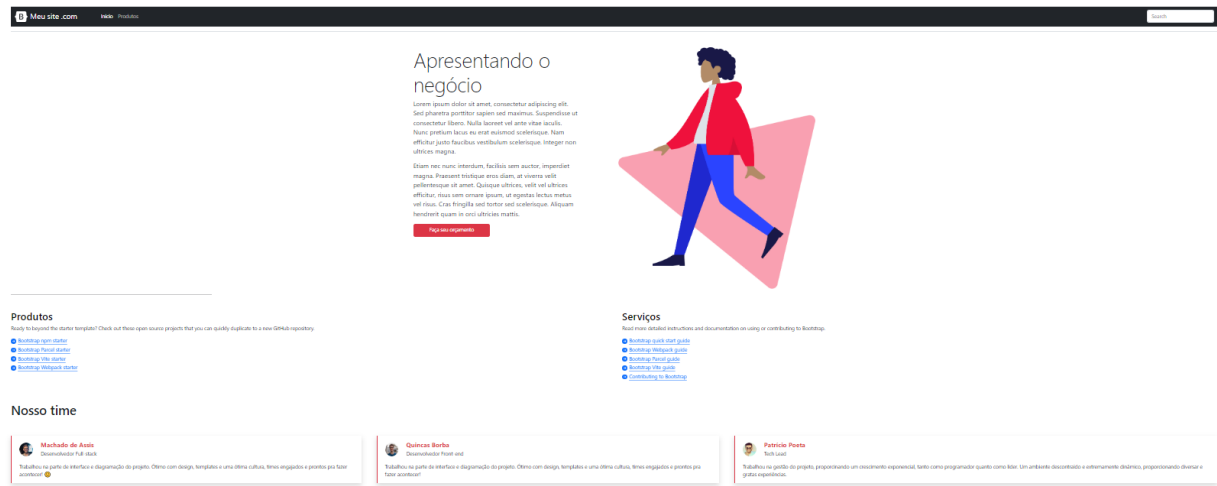 B Meu site .com Início Produtos Search
Apresentando o
negócio
Lorem ipsum dolor sit amet, consectetur adipiscing elit.
Sed pharetra porttitor sapien sed maximus. Suspendisse ut
consectetur libero. Nulla laoreet vel ante vitae iaculis.
Nunc pretium lacus eu erat euismod scelerisque. Nam
efficitur justo faucibus vestibulum scelerisque. Integer non
ultrices magna.
Etiam nec nunc interdum, facilisis sem auctor, imperdiet
magna. Praesent tristique eros diam, at viverra velit
pellentesque sit amet. Quisque ultrices, velit vel ultrices
efficitur, risus sem ornare ipsum, ut egestas lectus metus
vel risus. Cras fringilla sed tortor sed scelerisque. Aliquam
hendrerit quam in orci ultricies mattis.
Faça seu orçamento
Produtos
Ready to beyond the starter template? Check out these open source projects that you can quickly duplicate to a new GitHub repository.
Bootstrap npm starter
Bootstrap Parcel starter
Bootstrap Vite starter
Bootstrap Webpack starter
Serviços
Read more detailed instructions and documentation on using or contributing to Bootstrap.
Bootstrap quick start guide
Bootstrap Webpack guide
Bootstrap Parcel guide
Bootstrap Vite guide
Contributing to Bootstrap
Nosso time
Machado de Assis
Desenvolvedor Full stack
Trabalhou na parte de interface e diagramação do projeto. Ótimo com design, templates e uma ótima cultura, times engajados e prontos pra fazer
acontecer! 😊
Quincas Borba
Desenvolvedor Front-end
Trabalhou na parte de interface e diagramação do projeto. Ótimo com design, templates e uma ótima cultura, times engajados e prontos pra
fazer acontecer!
Patricio Poeta
Tech Lead
Trabalhou na gestão do projeto, proporcionando um crescimento exponencial, tanto como programador quanto como líder. Um ambiente descontraído e extremamente dinâmico, proporcionando diversar e
gratas experiências.